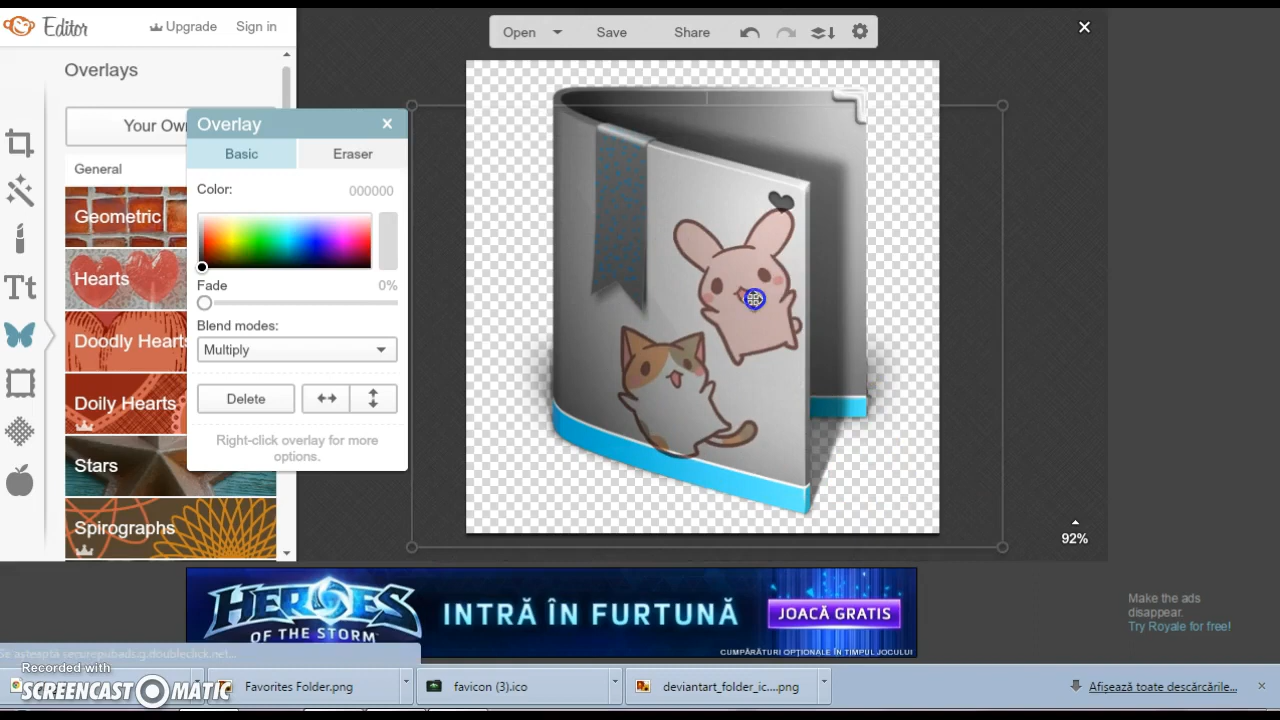 Editor
Upgrade
Sign in
Open
Save
Share
Overlays
Your Own
General
Geometric
Hearts
Doodly Hearts
Doily Hearts
Stars
Spirographs
Overlay
Basic
Eraser
Color:
000000
Fade
0%
Blend modes:
Multiply
Delete
Right-click overlay for more
options.
92%
HEROES
OF THE STORM
INTRĂ ÎN FURTUNĂ
JOACĂ GRATIS
CUMPĂRĂTURI OPȚIONALE ÎN TIMPUL JOCULUI
Make the ads
disappear.
Try Royale for free!
Recorded with
SCREENCAST MATIC
Favorites Folder.png
favicon (3).ico
deviantart_folder_ic....png
Afișează toate descărcările...